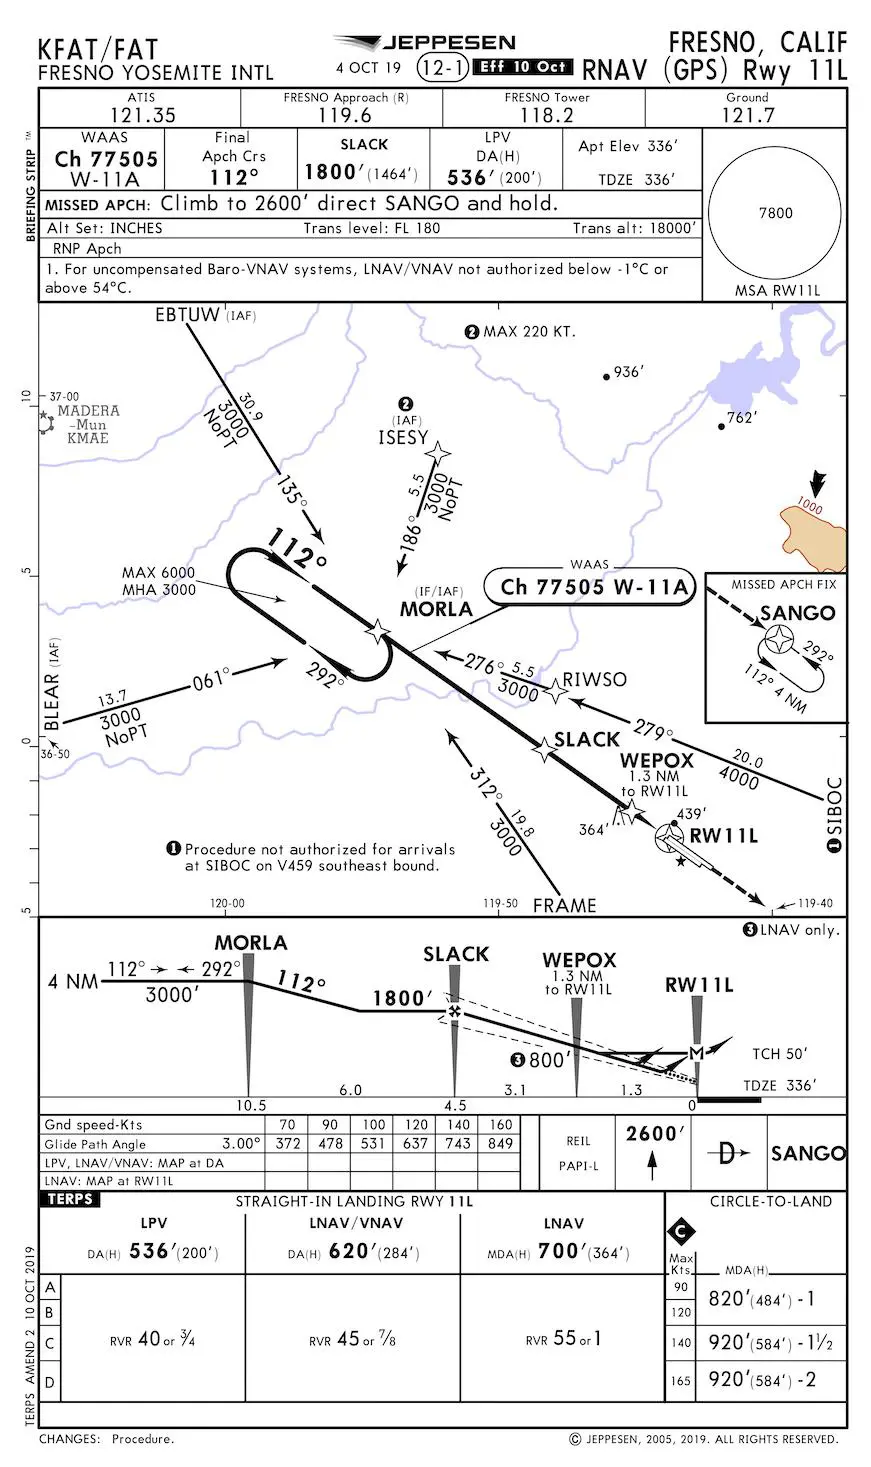 KFAT/FAT
FRESNO YOSEMITE INTL
JEPPESEN
4 OCT 19 12-1 Eff 10 Oct
FRESNO, CALIF
RNAV (GPS) Rwy 11L
BRIEFING STRIP TM
ATIS
121.35
FRESNO Approach (R)
119.6
FRESNO Tower
118.2
Ground
121.7
WAAS
Ch 77505
W-11A
Final
Apch Crs
112°
SLACK
1800' (1464')
LPV
DA(H)
536' (200')
Apt Elev 336'
TDZE 336'
MISSED APCH: Climb to 2600' direct SANGO and hold.
Alt Set: INCHES Trans level: FL 180 Trans alt: 18000'
RNP Apch
1. For uncompensated Baro-VNAV systems, LNAV/VNAV not authorized below -1°C or
above 54°C.
7800
MSA RW11L
EBTUW (IAF)
2 MAX 220 KT.
936'
762'
10
37-00
MADERA
-Mun
KMAE
30.9
3000
NoPT
135°
2
(IAF)
ISESY
5.5
3000
NoPT
186°
1000
112°
5
MAX 6000
MHA 3000
WAAS
Ch 77505 W-11A
(IF/IAF)
MORLA
MISSED APCH FIX
SANGO
292°
112° 4 NM
292°
BLEAR (IAF)
13.7
3000
NoPT
061°
36-50
276° 5.5
3000
RIWSO
279°
20.0
4000
1 SIBOC
0
SLACK
WEPOX
1.3 NM
to RW11L
364'
439'
RW11L
312°
19.8
3000
FRAME
1 Procedure not authorized for arrivals
at SIBOC on V459 southeast bound.
5
120-00
119-50
119-40
3 LNAV only.
MORLA
SLACK
WEPOX
1.3 NM
to RW11L
RW11L
4 NM
112° 292°
3000'
112°
1800'
3 800'
M
TCH 50'
TDZE 336'
6.0 3.1 1.3
10.5 4.5 0
Gnd speed-Kts 70 90 100 120 140 160
Glide Path Angle 3.00° 372 478 531 637 743 849
LPV, LNAV/VNAV: MAP at DA
LNAV: MAP at RW11L
REIL
PAPI-L
2600'
D
SANGO
TERPS
STRAIGHT-IN LANDING RWY 11L
CIRCLE-TO-LAND
LPV
DA(H) 536' (200')
LNAV/VNAV
DA(H) 620' (284')
LNAV
MDA(H) 700' (364')
C
Max
Kts
MDA(H)
A
B
C
D
RVR 40 or 3/4
RVR 45 or 7/8
RVR 55 or 1
90
120
820' (484') - 1
140
920' (584') - 1½
165
920' (584') - 2
TERPS AMEND 2 10 OCT 2019
CHANGES: Procedure.
© JEPPESEN, 2005, 2019. ALL RIGHTS RESERVED.